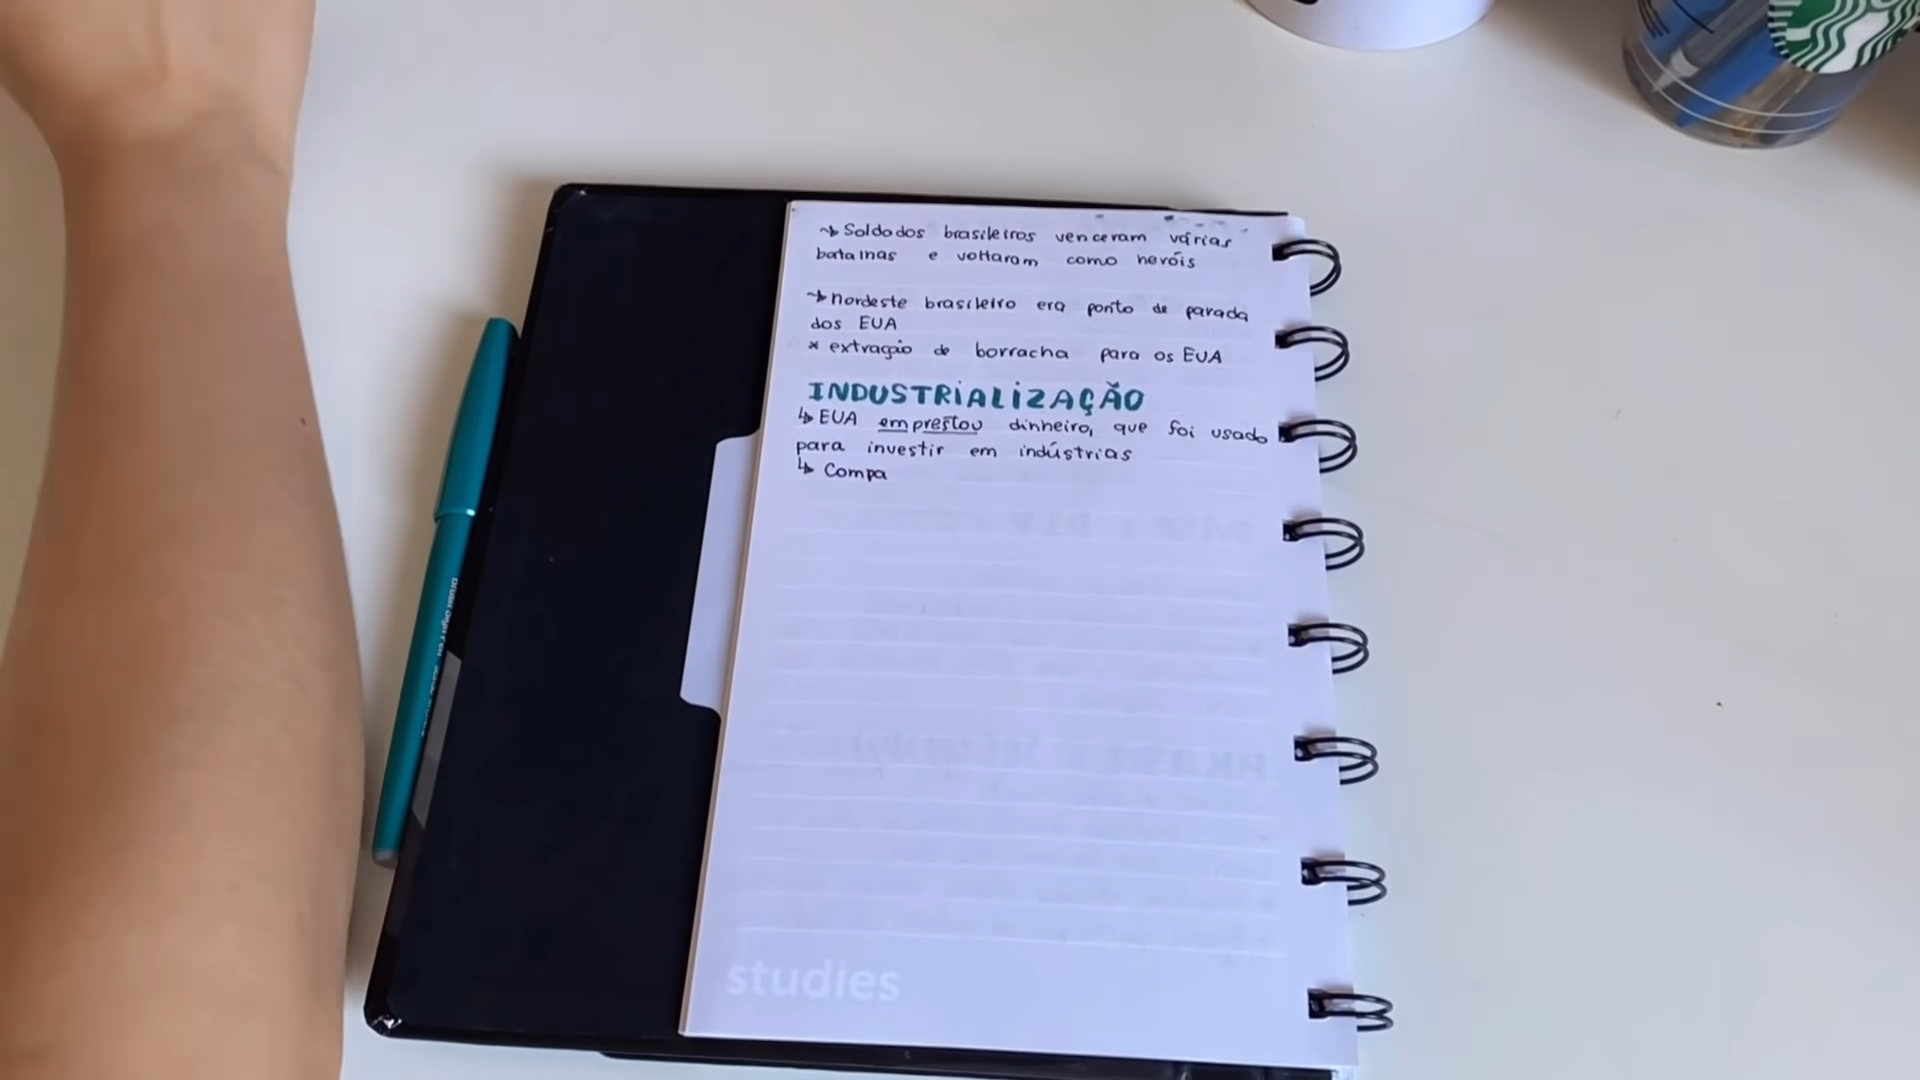 → Soldados brasileiros venceram várias
batalhas e voltaram como heróis
→ nordeste brasileiro era ponto de parada
dos EUA
* extração de borracha para os EUA
INDUSTRIALIZAÇÃO
↳ EUA emprestou dinheiro, que foi usado
para investir em indústrias
↳ Compa
studies